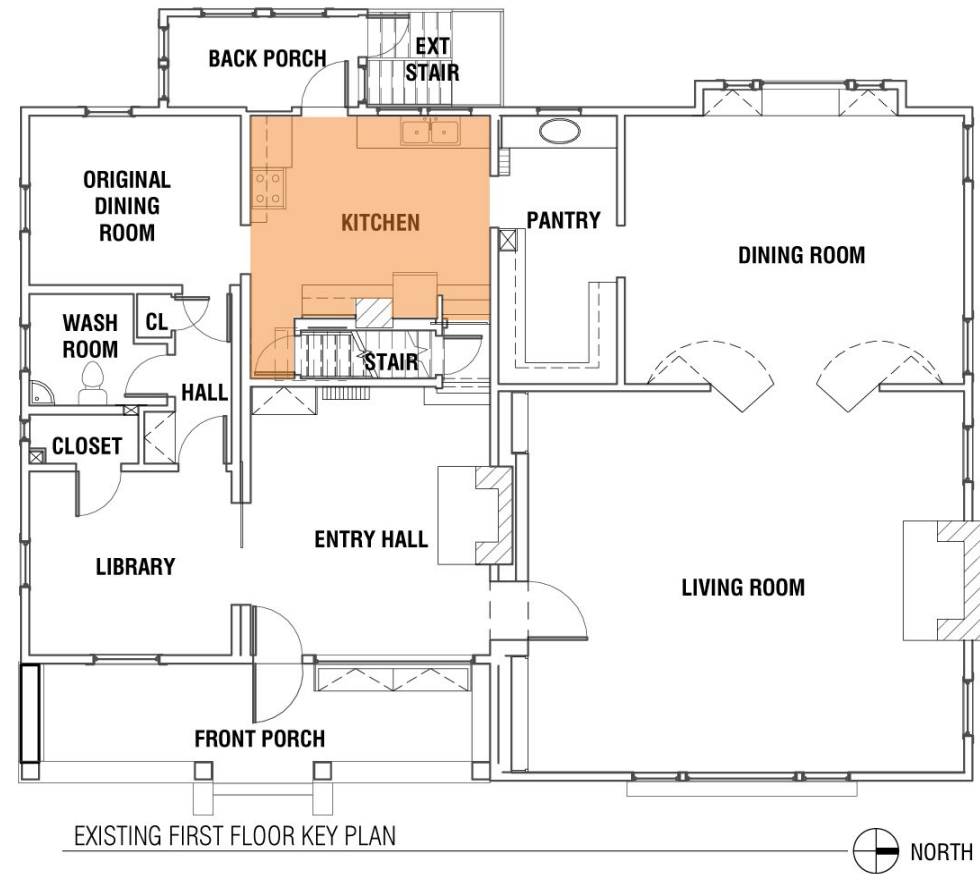 BACK PORCH
EXT
STAIR
ORIGINAL
DINING
ROOM
KITCHEN
PANTRY
DINING ROOM
WASH
ROOM
CL
STAIR
HALL
CLOSET
LIBRARY
ENTRY HALL
LIVING ROOM
FRONT PORCH
EXISTING FIRST FLOOR KEY PLAN
NORTH